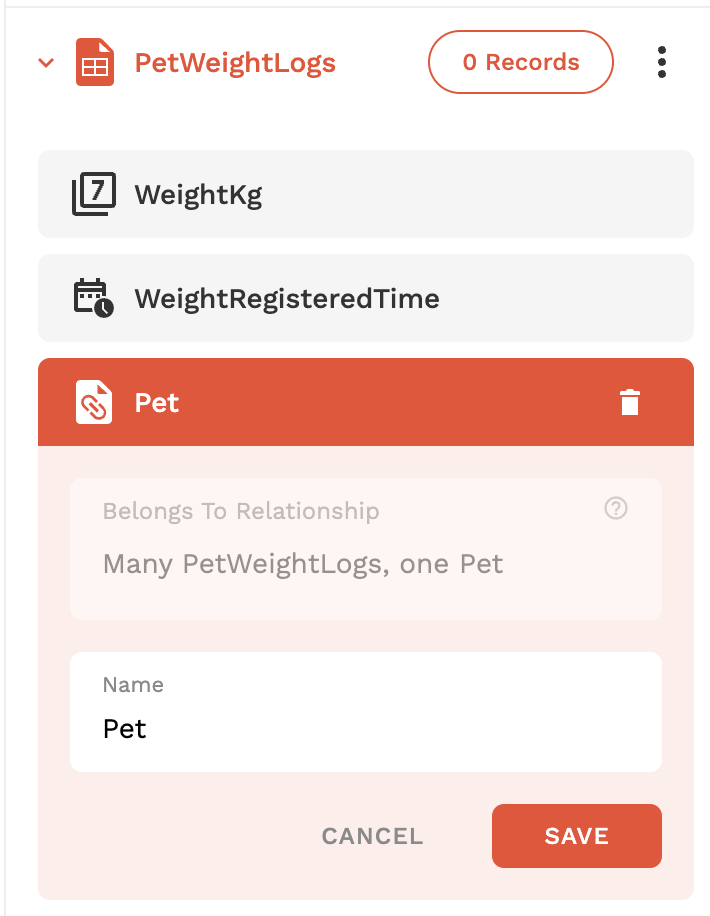 PetWeightLogs
0 Records
7
WeightKg
WeightRegisteredTime
Pet
Belongs To Relationship
?
Many PetWeightLogs, one Pet
Name
Pet
CANCEL
SAVE